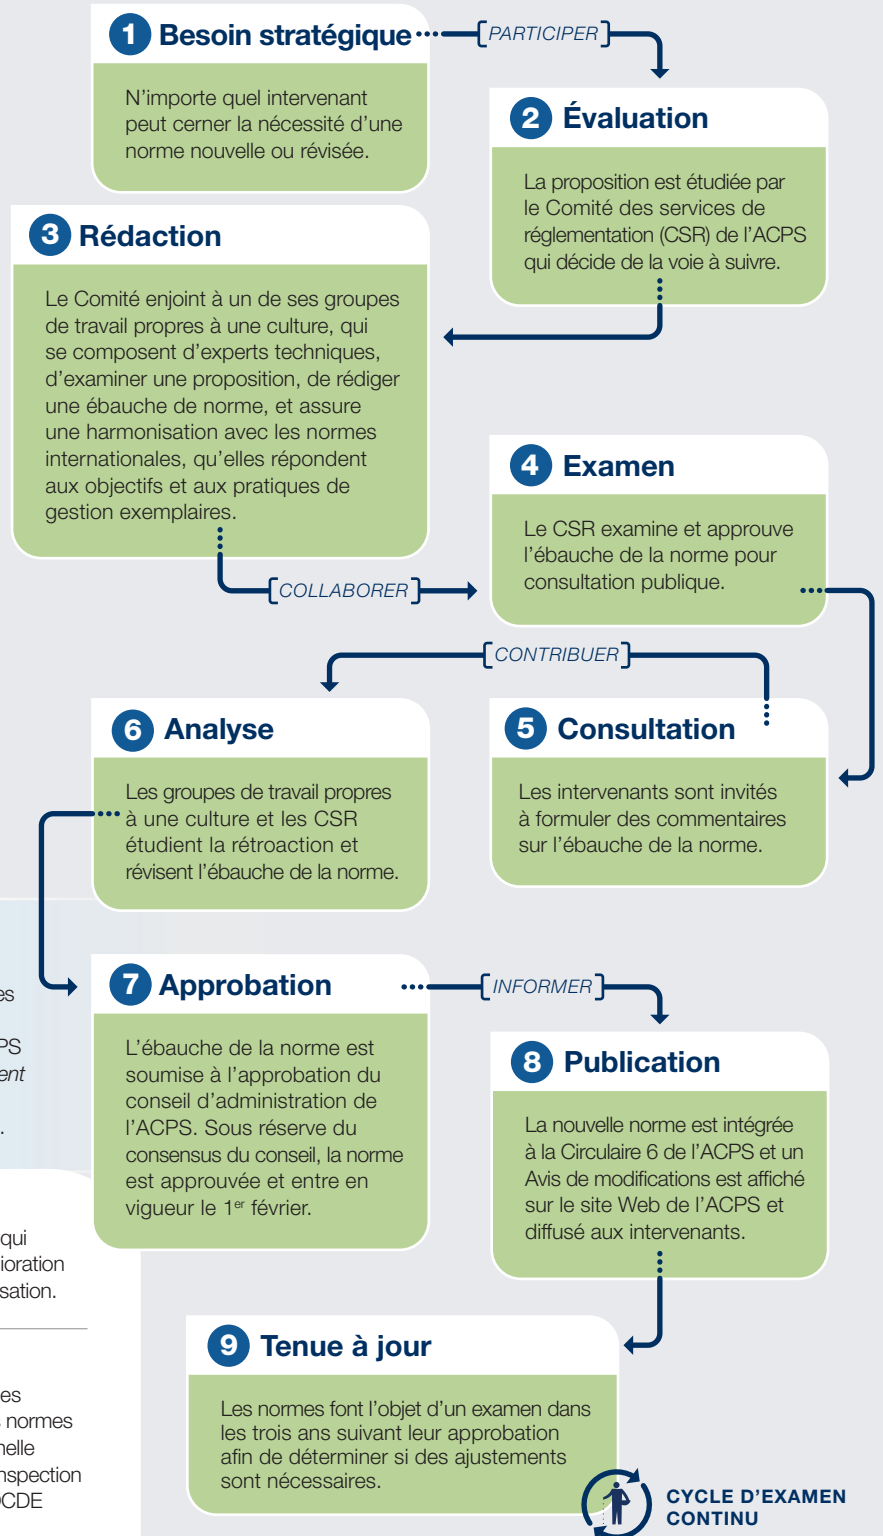 1 Besoin stratégique
[PARTICIPER]
N’importe quel intervenant
peut cerner la nécessité d’une
norme nouvelle ou révisée.
2 Évaluation
La proposition est étudiée par
le Comité des services de
réglementation (CSR) de l’ACPS
qui décide de la voie à suivre.
3 Rédaction
Le Comité enjoint à un de ses groupes
de travail propres à une culture, qui
se composent d’experts techniques,
d’examiner une proposition, de rédiger
une ébauche de norme, et assure
une harmonisation avec les normes
internationales, qu’elles répondent
aux objectifs et aux pratiques de
gestion exemplaires.
[COLLABORER]
4 Examen
Le CSR examine et approuve
l’ébauche de la norme pour
consultation publique.
5 Consultation
Les intervenants sont invités
à formuler des commentaires
sur l’ébauche de la norme.
[CONTRIBUER]
6 Analyse
Les groupes de travail propres
à une culture et les CSR
étudient la rétroaction et
révisent l’ébauche de la norme.
7 Approbation
L’ébauche de la norme est
soumise à l’approbation du
conseil d’administration de
l’ACPS. Sous réserve du
consensus du conseil, la norme
est approuvée et entre en
vigueur le 1er février.
[INFORMER]
8 Publication
La nouvelle norme est intégrée
à la Circulaire 6 de l’ACPS et un
Avis de modifications est affiché
sur le site Web de l’ACPS et
diffusé aux intervenants.
9 Tenue à jour
Les normes font l’objet d’un examen dans
les trois ans suivant leur approbation
afin de déterminer si des ajustements
sont nécessaires.
CYCLE D’EXAMEN
CONTINU
es
PS
ent
.
qui
ioration
sation.
es
normes
nelle
nspection
OCDE